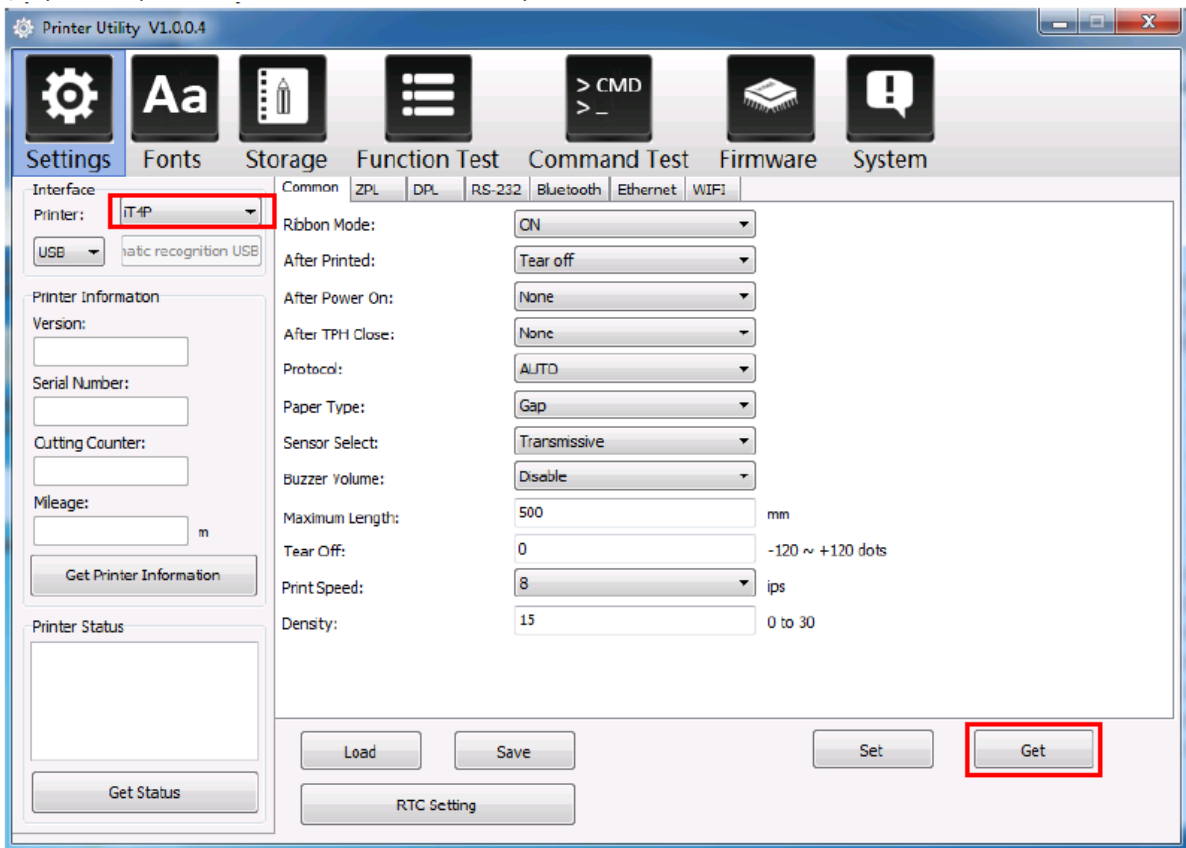 Printer Utility V1.0.0.4
X
Aa
> CMD
> _
Settings Fonts Storage Function Test Command Test Firmware System
Interface
Printer: iT4P
USB matic recognition USB
Printer Information
Version:
Serial Number:
Cutting Counter:
Mileage:
m
Get Printer Information
Printer Status
Get Status
Common ZPL DPL RS-232 Bluetooth Ethernet WIFI
Ribbon Mode: ON
After Printed: Tear off
After Power On: None
After TPH Close: None
Protocol: AUTO
Paper Type: Gap
Sensor Select: Transmissive
Buzzer Volume: Disable
Maximum Length: 500 mm
Tear Off: 0 -120 ~ +120 dots
Print Speed: 8 ips
Density: 15 0 to 30
Load Save Set Get
RTC Setting